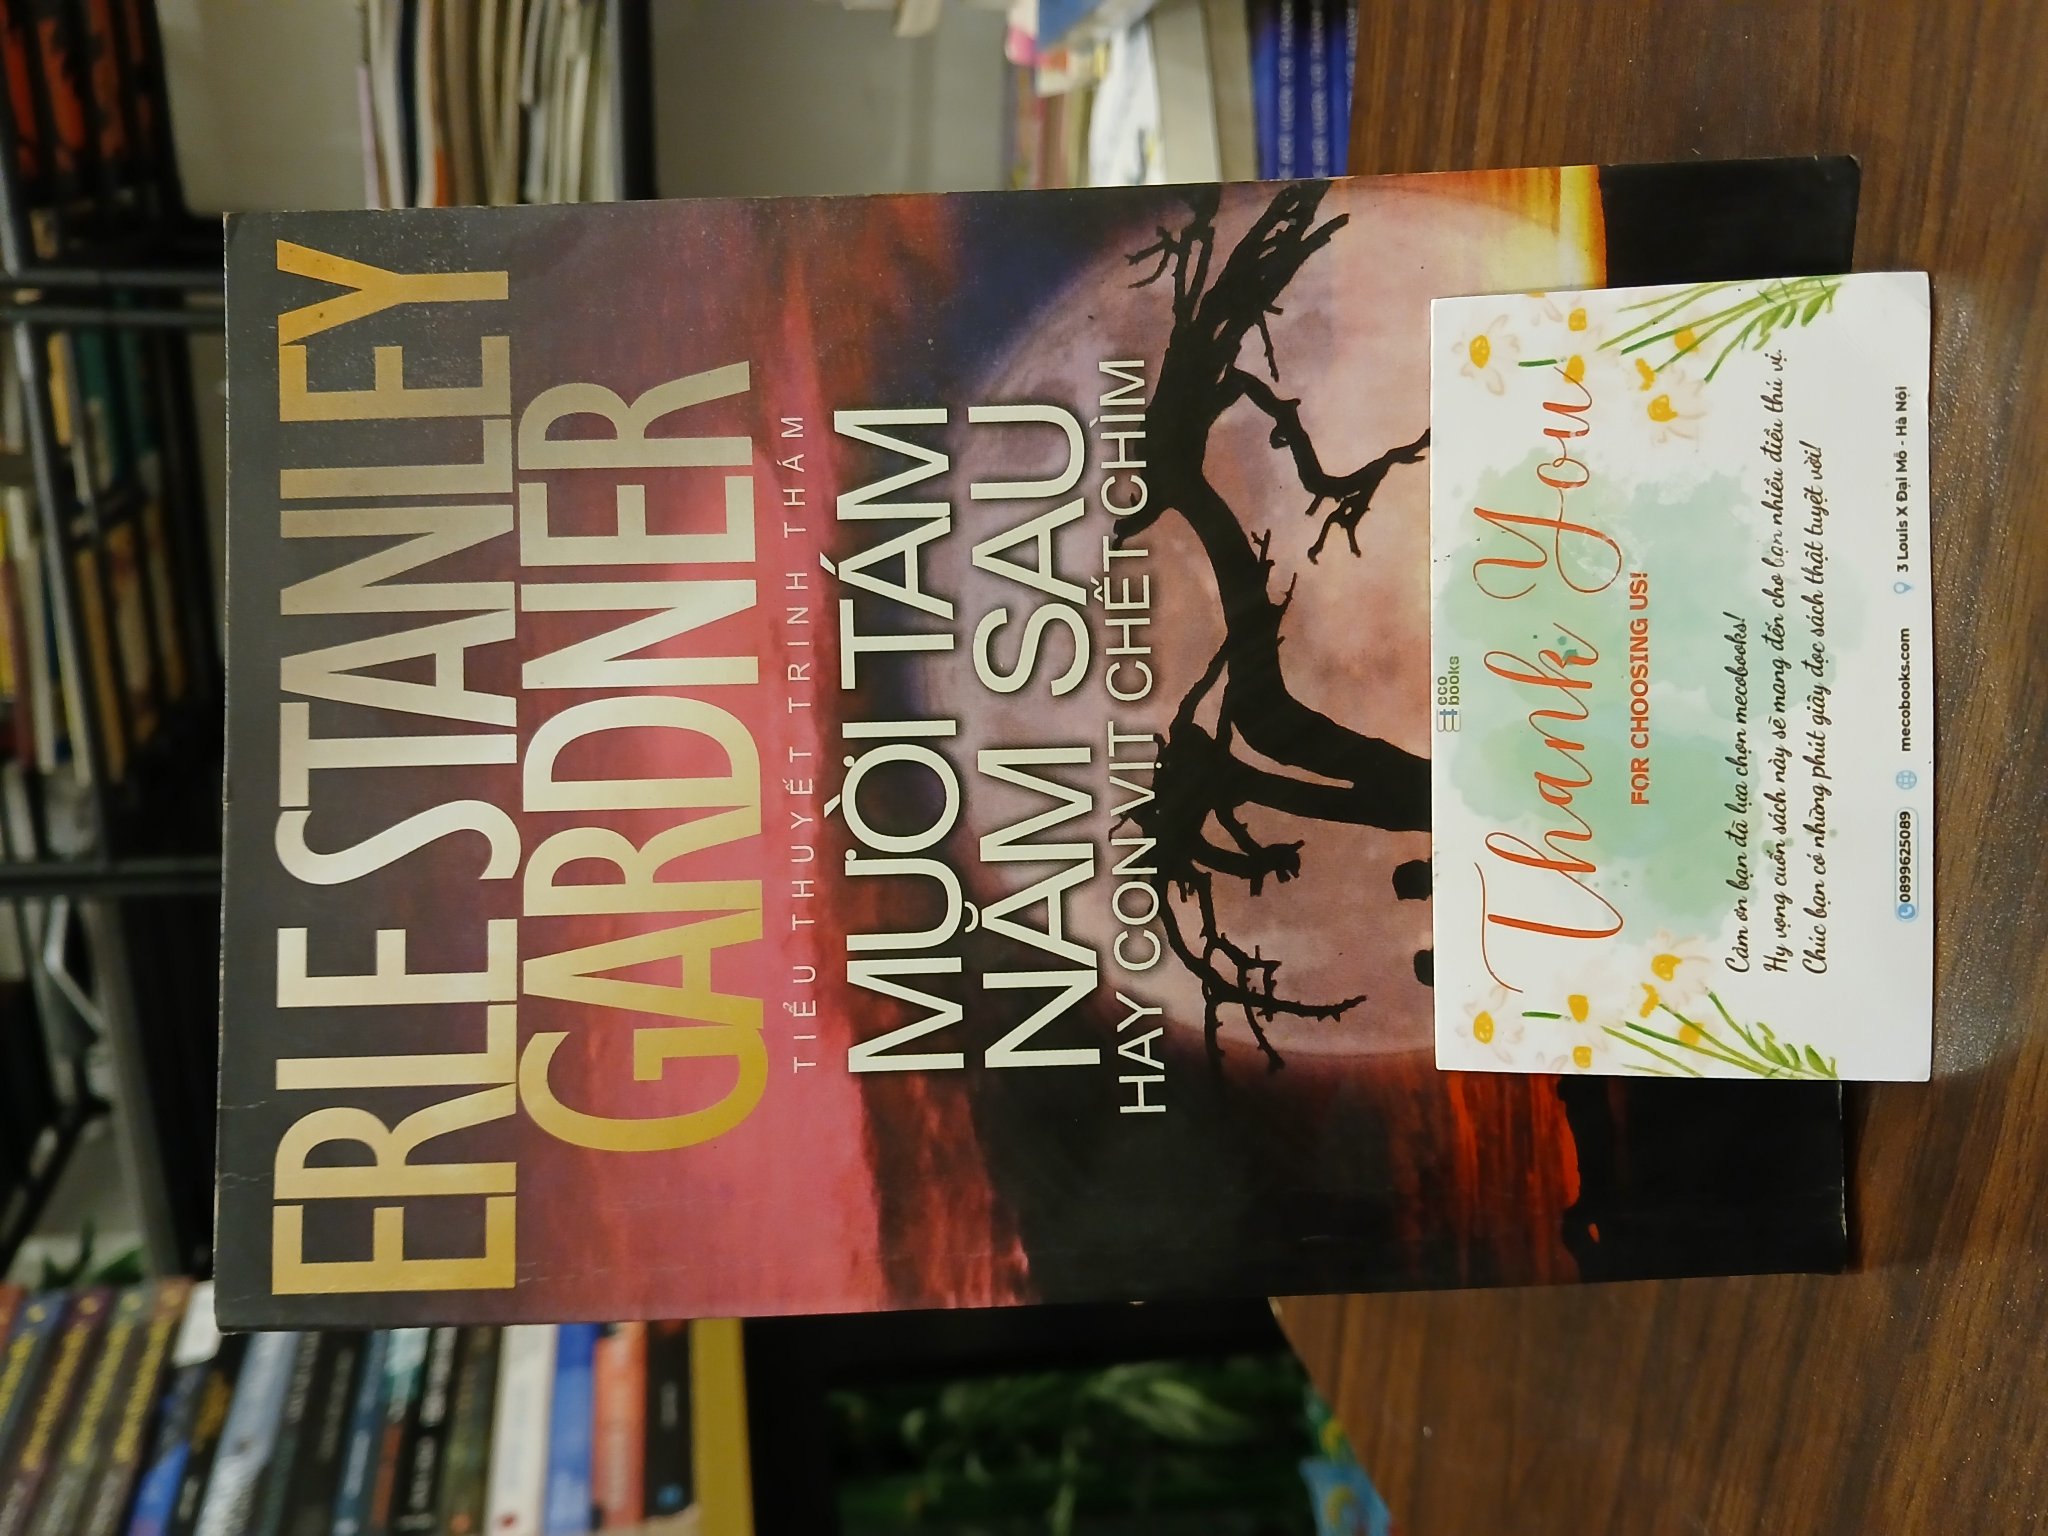 ERLE STANLEY
GARDNER
TIỂU THUYẾT TRINH THÁM
MƯỜI TÁM
NĂM SAU
HAY CON VỊT CHẾT CHÌM
eco
books
Thank You
FOR CHOOSING US!
Cảm ơn bạn đã lựa chọn mecobooks!
Hy vọng cuốn sách này sẽ mang đến cho bạn nhiều điều thú vị.
Chúc bạn có những phút giây đọc sách thật tuyệt vời!
0899625089 mecobooks.com 3 Louis X Đại Mỗ - Hà Nội